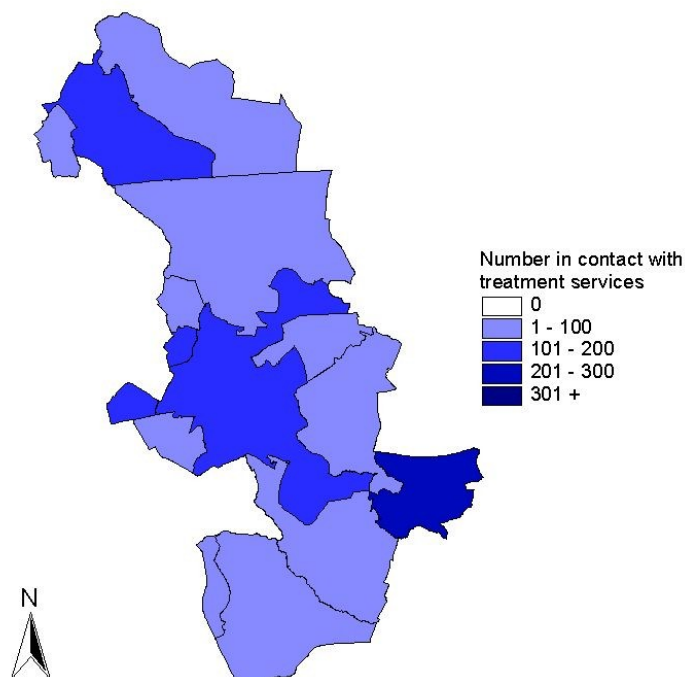 Number in contact with
treatment services
0
1 - 100
101 - 200
201 - 300
301 +
N